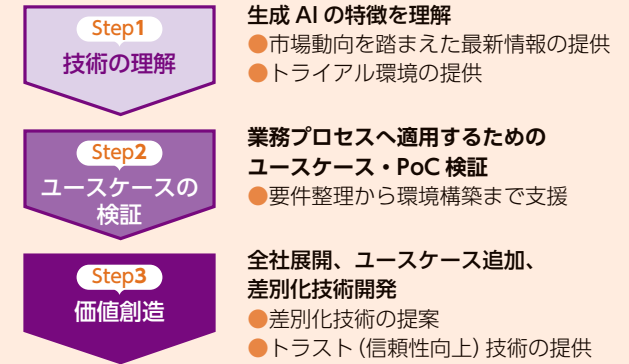 Step1
技術の理解
生成 AI の特徴を理解
●市場動向を踏まえた最新情報の提供
●トライアル環境の提供
Step2
ユースケースの
検証
業務プロセスへ適用するための
ユースケース・PoC 検証
●要件整理から環境構築まで支援
Step3
価値創造
全社展開、ユースケース追加、
差別化技術開発
●差別化技術の提案
●トラスト（信頼性向上）技術の提供